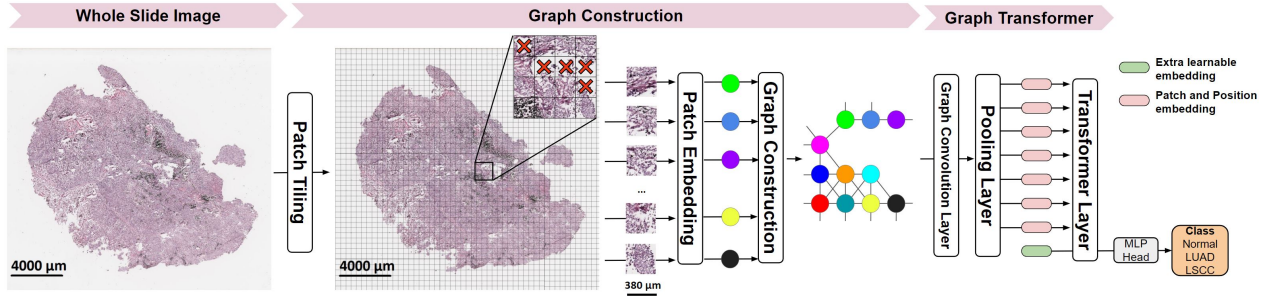 Whole Slide Image
Graph Construction
Graph Transformer
4000 µm
Patch Tiling
4000 µm
...
380 µm
Patch Embedding
Graph Construction
Graph Convolution Layer
Pooling Layer
Transformer Layer
Extra learnable
embedding
Patch and Position
embedding
MLP
Head
Class
Normal
LUAD
LSCC